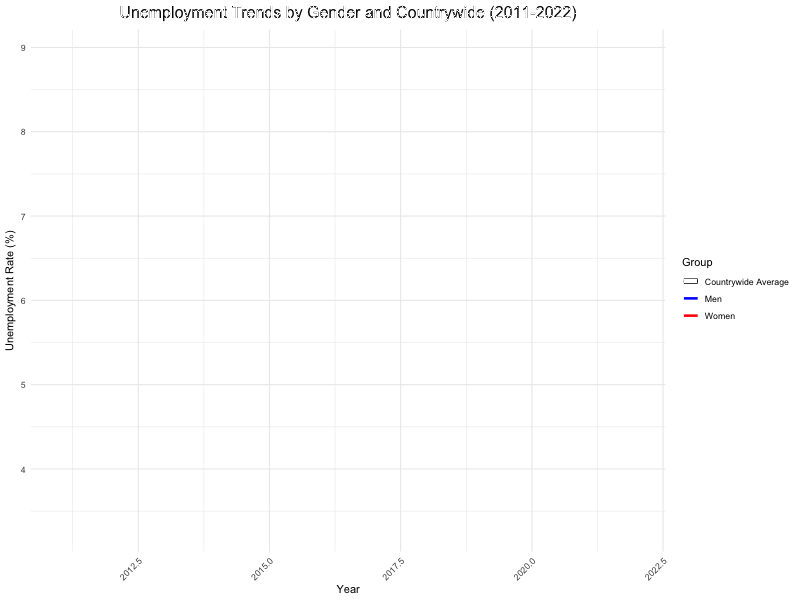 Unemployment Trends by Gender and Countrywide (2011-2022)
9
8
7
6
5
4
Unemployment Rate (%)
2012.5
2015.0
2017.5
2020.0
2022.5
Year
Group
Countrywide Average
Men
Women